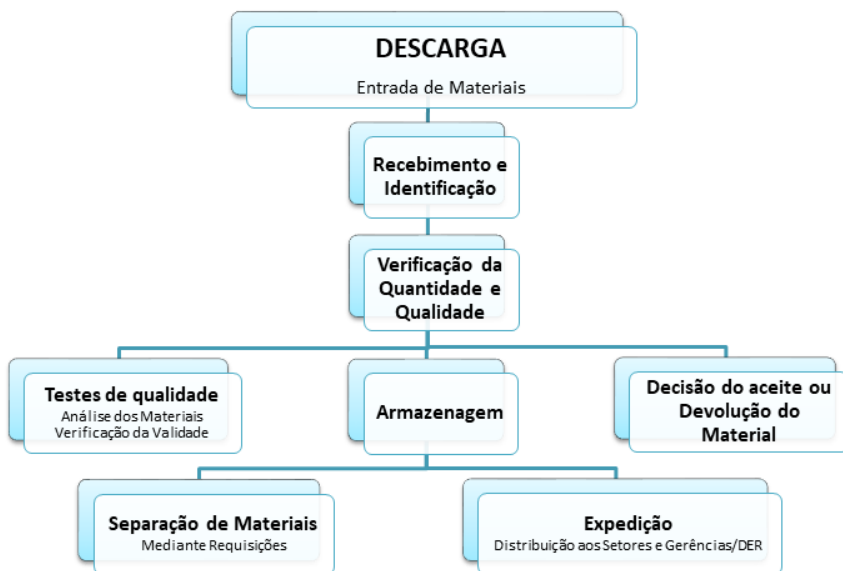 DESCARGA
Entrada de Materiais
Recebimento e
Identificação
Verificação da
Quantidade e
Qualidade
Testes de qualidade
Análise dos Materiais
Verificação da Validade
Armazenagem
Decisão do aceite ou
Devolução do
Material
Separação de Materiais
Mediante Requisições
Expedição
Distribuição aos Setores e Gerências/DER